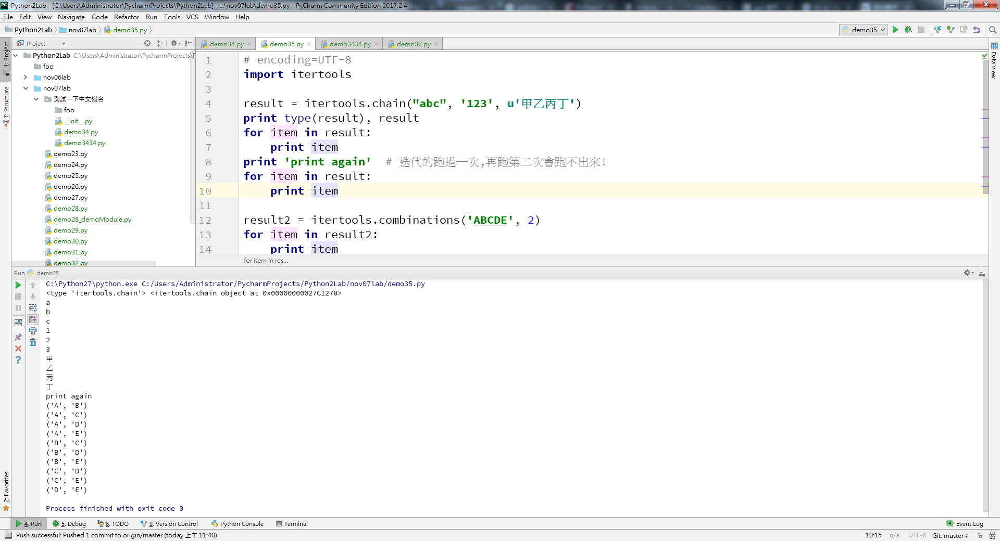 Python2Lab - [C:\Users\Administrator\PycharmProjects\Python2Lab] - ...\nov07lab\demo35.py - PyCharm Community Edition 2017.2.4
File Edit View Navigate Code Refactor Run Tools VCS Window Help
Python2Lab nov07lab demo35.py demo35
Project demo34.py demo35.py demo3434.py demo32.py
1: Project
7: Structure
2: Favorites
Data View
Python2Lab C:\Users\Administrator\PycharmProjects\P
foo
nov06lab
nov07lab
測試一下中文檔名
foo
__init__.py
demo34.py
demo3434.py
demo23.py
demo24.py
demo25.py
demo26.py
demo27.py
demo28.py
demo28_demoModule.py
demo29.py
demo30.py
demo31.py
demo32.py
1 # encoding=UTF-8
2 import itertools
3
4 result = itertools.chain("abc", '123', u'甲乙丙丁')
5 print type(result), result
6 for item in result:
7     print item
8 print 'print again'  # 迭代的跑過一次,再跑第二次會跑不出來!
9 for item in result:
10     print item
11
12 result2 = itertools.combinations('ABCDE', 2)
13 for item in result2:
14     print item
for item in res...
Run demo35
C:\Python27\python.exe C:/Users/Administrator/PycharmProjects/Python2Lab/nov07lab/demo35.py
<type 'itertools.chain'> <itertools.chain object at 0x00000000027C1278>
a
b
c
1
2
3
甲
乙
丙
丁
print again
('A', 'B')
('A', 'C')
('A', 'D')
('A', 'E')
('B', 'C')
('B', 'D')
('B', 'E')
('C', 'D')
('C', 'E')
('D', 'E')
Process finished with exit code 0
4: Run 5: Debug 6: TODO 9: Version Control Python Console Terminal 4 Event Log
Push successful: Pushed 1 commit to origin/master (today 上午 11:40) 10:15 n/a UTF-8 Git: master